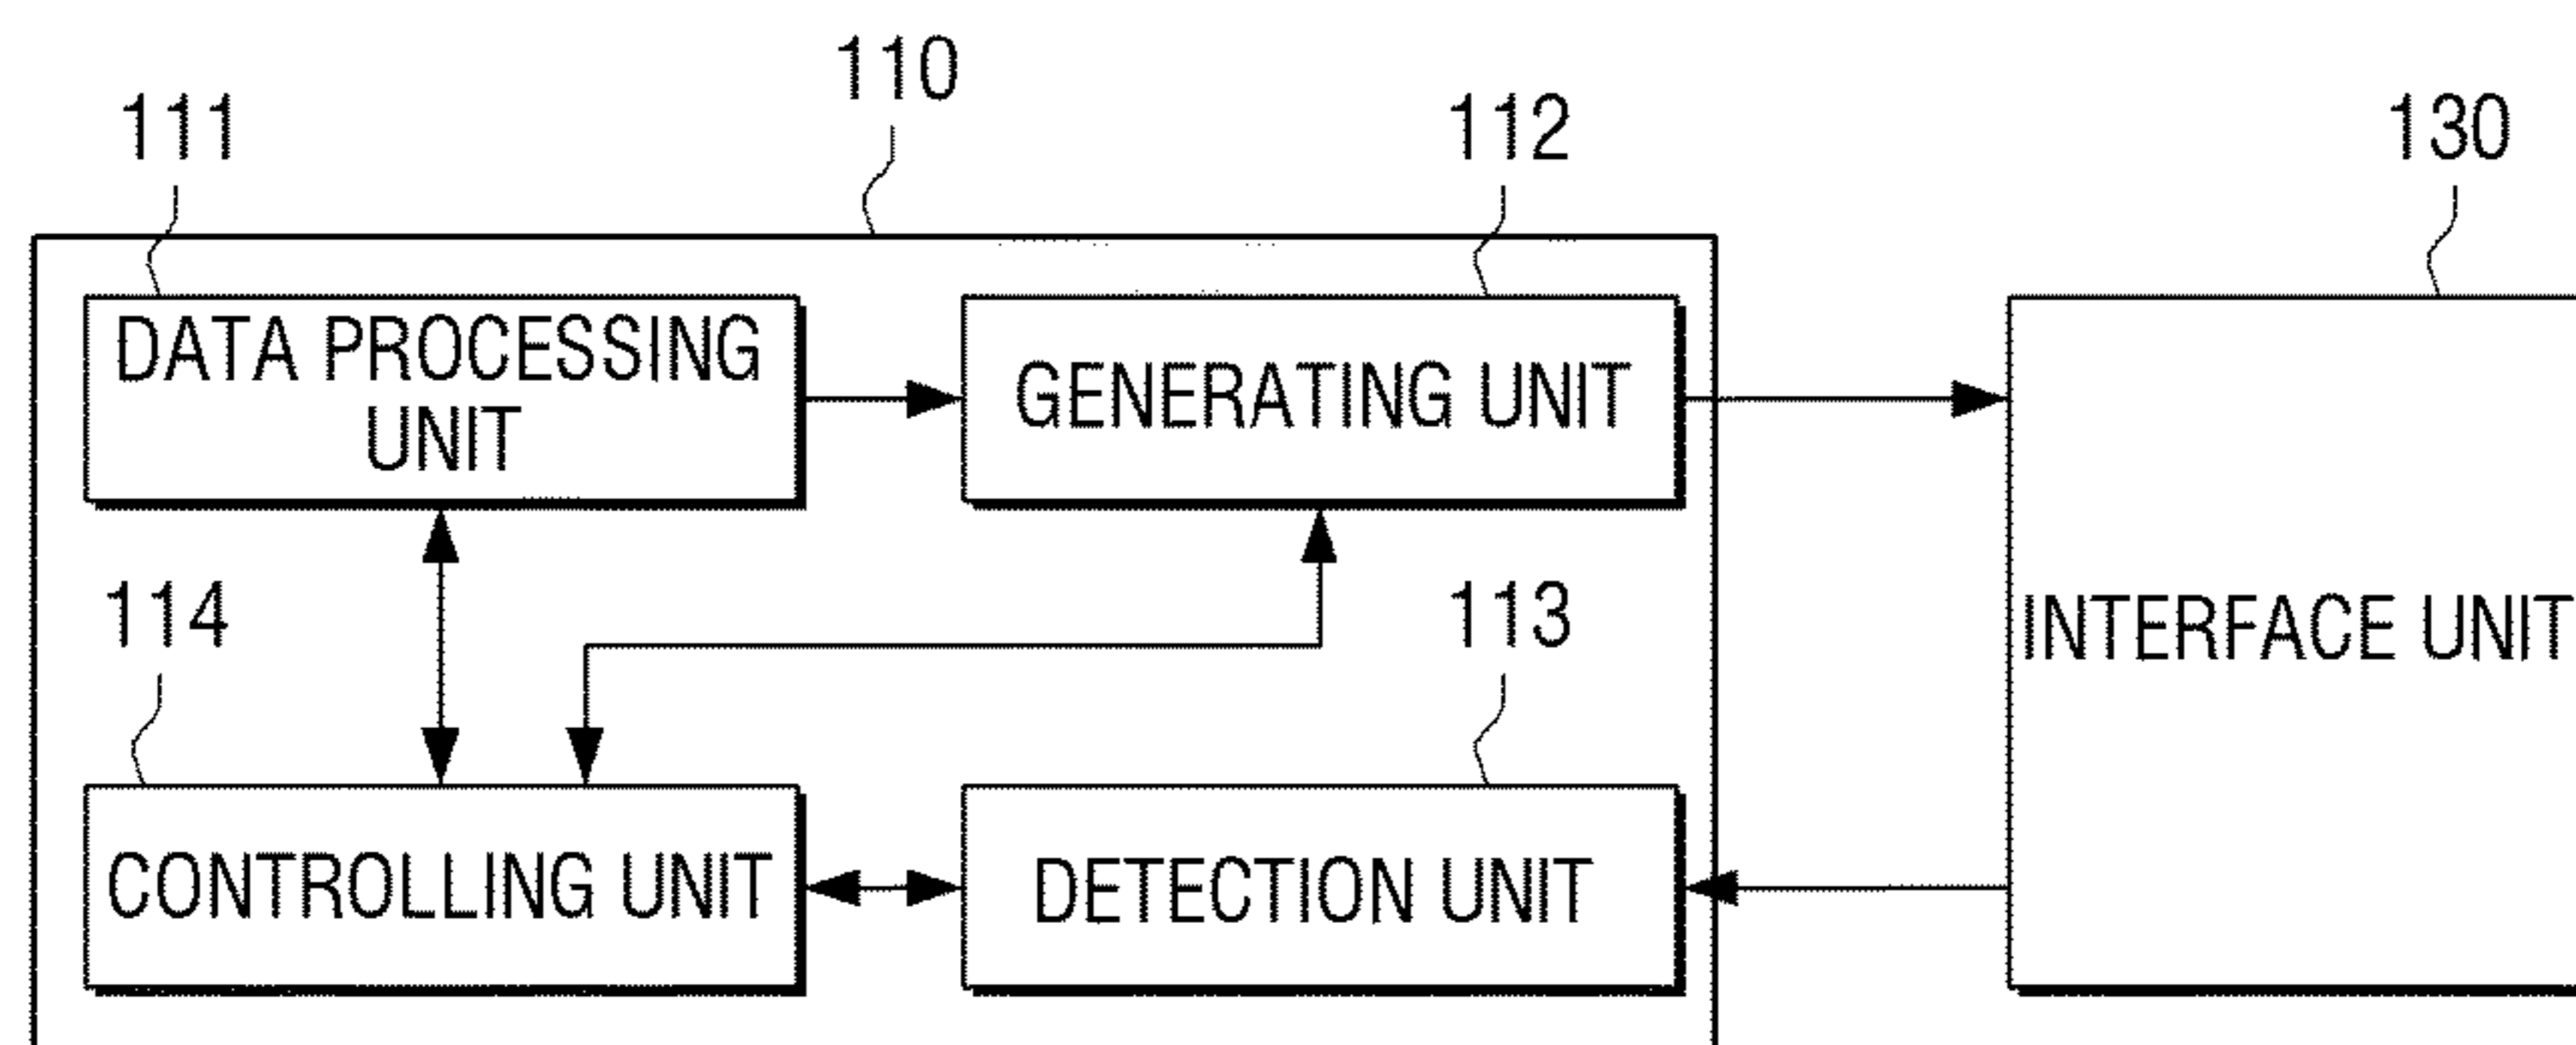 110
111
112
130
DATA PROCESSING
UNIT
GENERATING UNIT
114
113
INTERFACE UNIT
CONTROLLING UNIT
DETECTION UNIT